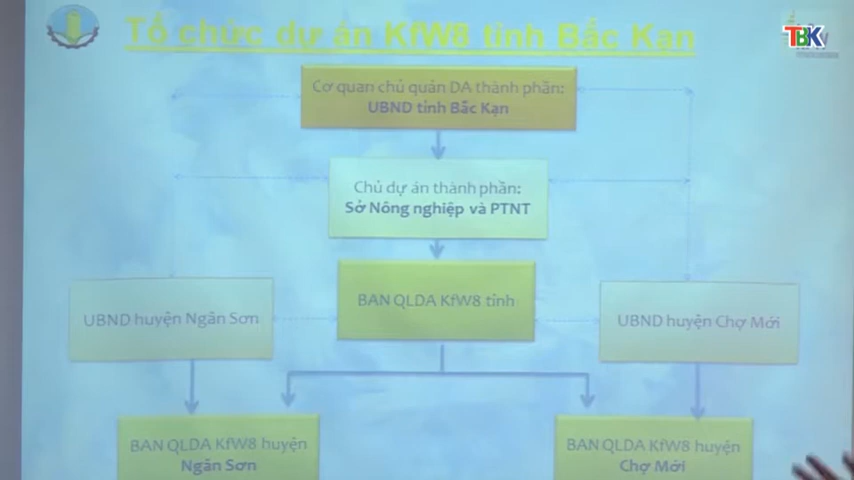 Tổ chức dự án KfW8 tỉnh Bắc Kạn
TBK
Cơ quan chủ quản DA thành phần:
UBND tỉnh Bắc Kạn
Chủ dự án thành phần:
Sở Nông nghiệp và PTNT
BAN QLDA KfW8 tỉnh
UBND huyện Ngân Sơn
UBND huyện Chợ Mới
BAN QLDA KfW8 huyện
Ngân Sơn
BAN QLDA KfW8 huyện
Chợ Mới